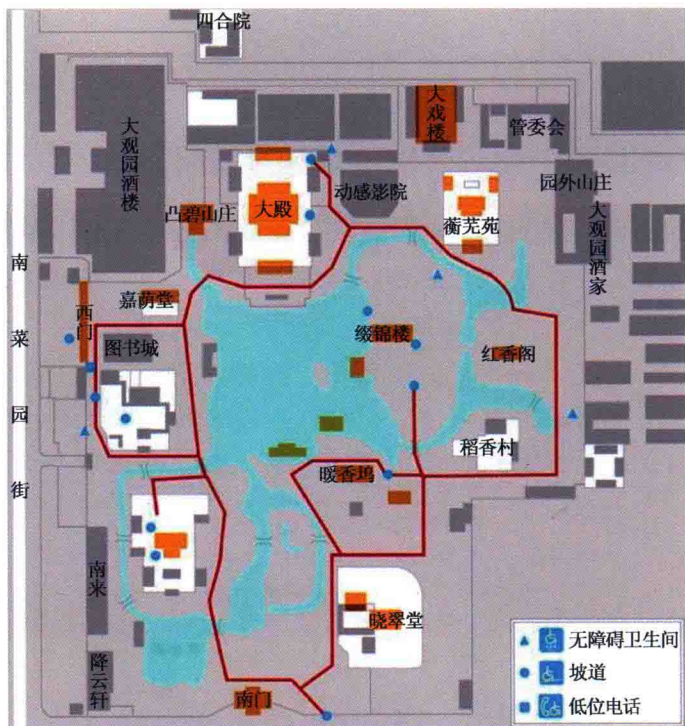 四合院
大观园酒楼
大戏楼
管委会
动感影院
园外山庄
凸碧山庄
大殿
蘅芜苑
大观园酒家
南菜园街
西门
嘉荫堂
图书城
缀锦楼
红香阁
稻香村
暖香坞
南来
晓翠堂
降云轩
南门
无障碍卫生间
坡道
低位电话